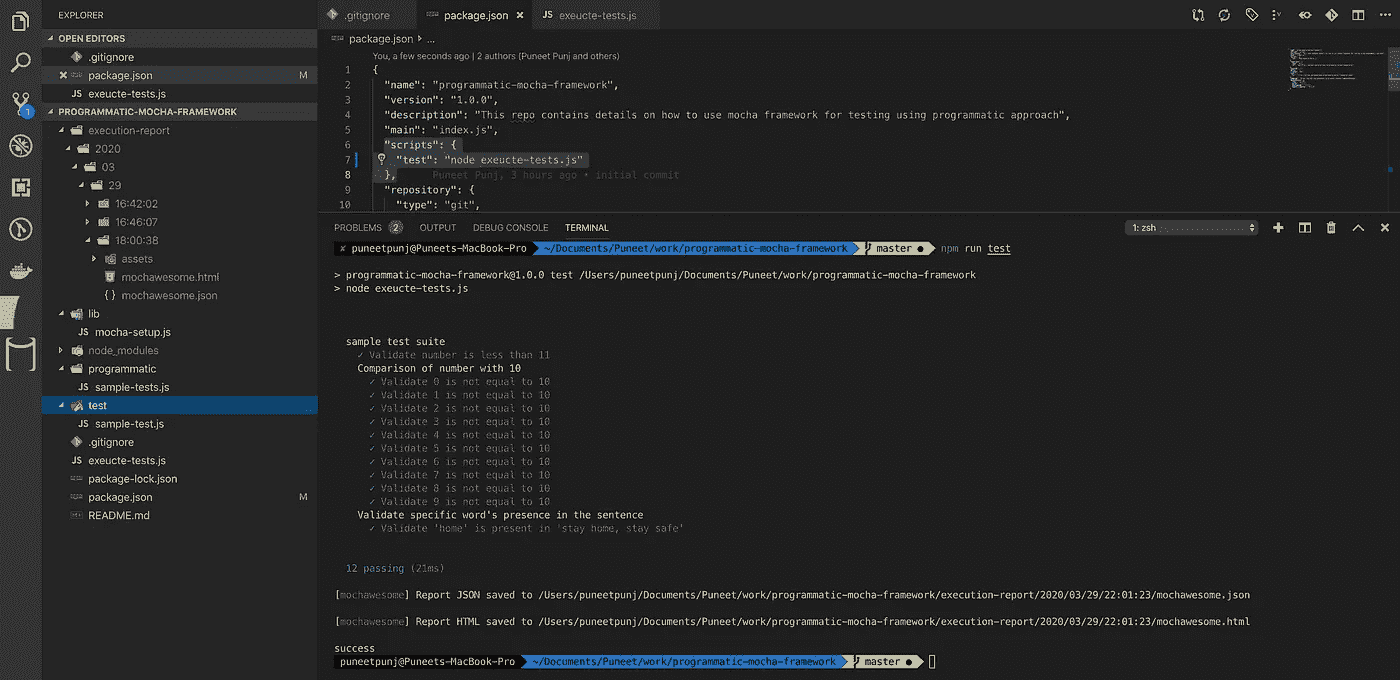 EXPLORER
OPEN EDITORS
.gitignore
package.json M
JS exeucte-tests.js
1
PROGRAMMATIC-MOCHA-FRAMEWORK
execution-report
2020
03
29
16:42:02
16:46:07
18:00:38
assets
mochawesome.html
{ } mochawesome.json
lib
JS mocha-setup.js
node_modules
programmatic
JS sample-tests.js
test
JS sample-test.js
.gitignore
JS exeucte-tests.js
package-lock.json
package.json M
README.md
.gitignore package.json × JS exeucte-tests.js
package.json › ...
You, a few seconds ago | 2 authors (Puneet Punj and others)
1 {
2 "name": "programmatic-mocha-framework",
3 "version": "1.0.0",
4 "description": "This repo contains details on how to use mocha framework for testing using programmatic approach",
5 "main": "index.js",
6 "scripts": {
7 "test": "node exeucte-tests.js"
8 }, Puneet Punj, 3 hours ago • initial commit
9 "repository": {
10 "type": "git",
PROBLEMS 2 OUTPUT DEBUG CONSOLE TERMINAL 1: zsh
✘ puneetpunj@Puneets-MacBook-Pro ~/Documents/Puneet/work/programmatic-mocha-framework master ● npm run test
> programmatic-mocha-framework@1.0.0 test /Users/puneetpunj/Documents/Puneet/work/programmatic-mocha-framework
> node exeucte-tests.js
sample test suite
✓ Validate number is less than 11
Comparison of number with 10
✓ Validate 0 is not equal to 10
✓ Validate 1 is not equal to 10
✓ Validate 2 is not equal to 10
✓ Validate 3 is not equal to 10
✓ Validate 4 is not equal to 10
✓ Validate 5 is not equal to 10
✓ Validate 6 is not equal to 10
✓ Validate 7 is not equal to 10
✓ Validate 8 is not equal to 10
✓ Validate 9 is not equal to 10
Validate specific word's presence in the sentence
✓ Validate 'home' is present in 'stay home, stay safe'
12 passing (21ms)
[mochawesome] Report JSON saved to /Users/puneetpunj/Documents/Puneet/work/programmatic-mocha-framework/execution-report/2020/03/29/22:01:23/mochawesome.json
[mochawesome] Report HTML saved to /Users/puneetpunj/Documents/Puneet/work/programmatic-mocha-framework/execution-report/2020/03/29/22:01:23/mochawesome.html
success
puneetpunj@Puneets-MacBook-Pro ~/Documents/Puneet/work/programmatic-mocha-framework master ●